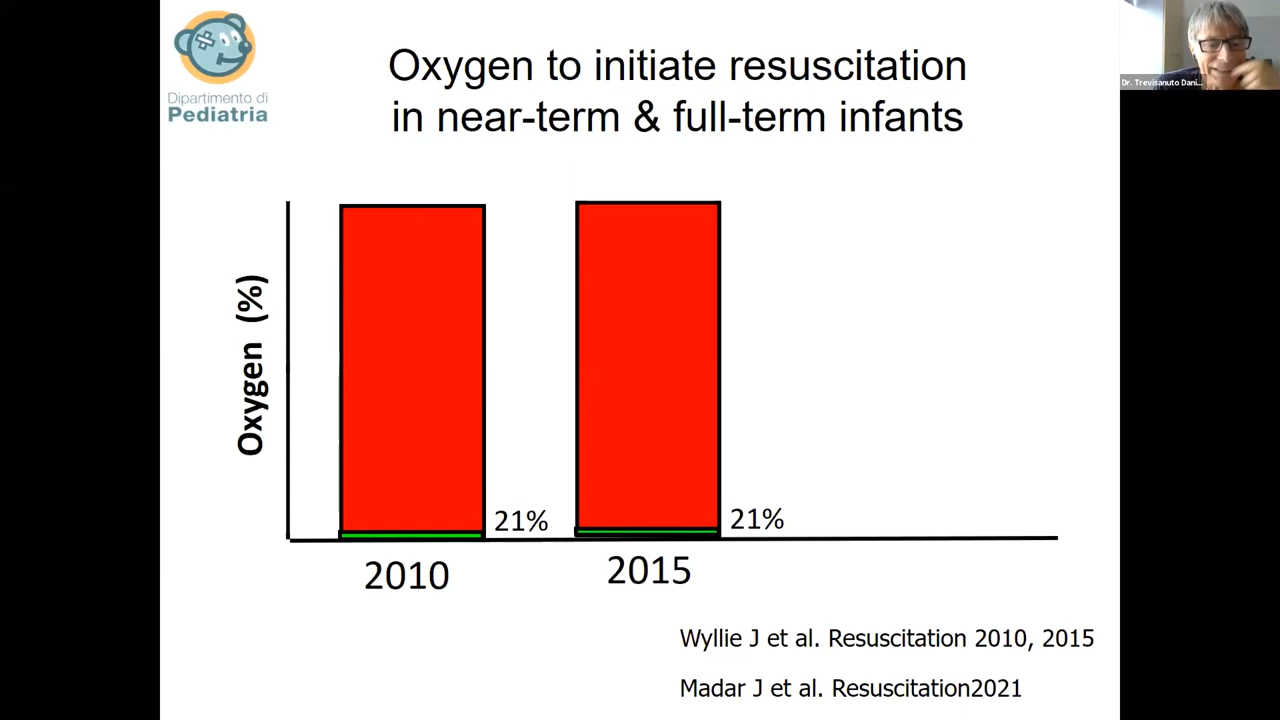 Oxygen to initiate resuscitation
in near-term & full-term infants
Dipartimento di
Pediatria
Dr. Trevisanuto Dani...
Oxygen (%)
21%
21%
2010
2015
Wyllie J et al. Resuscitation 2010, 2015
Madar J et al. Resuscitation2021